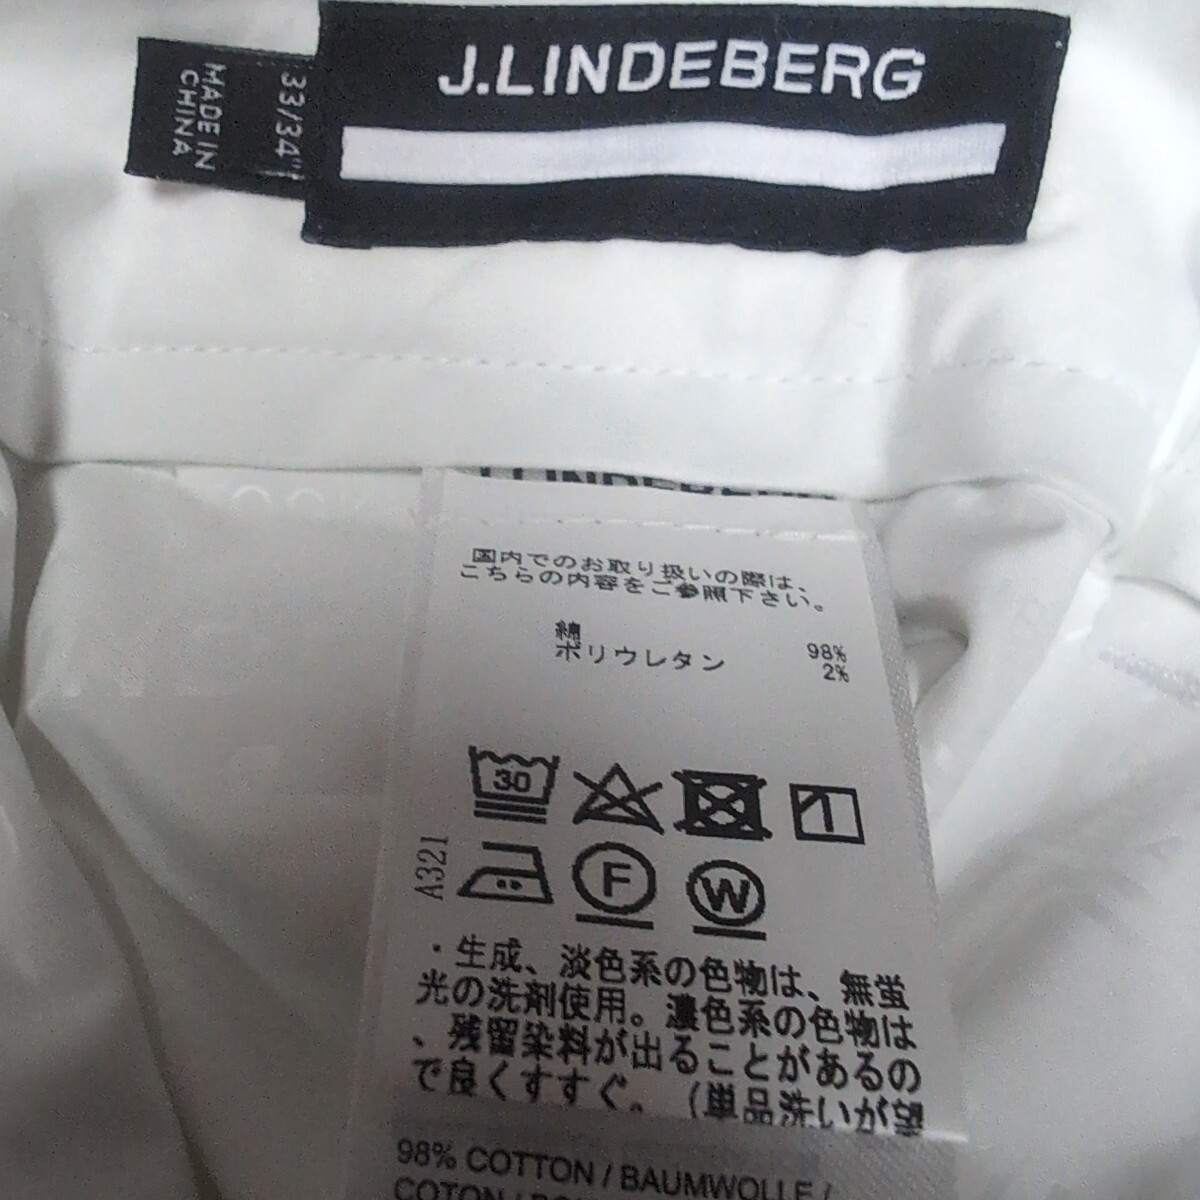 J.LINDEBERG
33/34"
MADE IN
CHINA
国内でのお取り扱いの際は、
こちらの内容をご参照下さい。
綿 98%
ポリウレタン 2%
30
F
W
A321
・生成、淡色系の色物は、無蛍
光の洗剤使用。濃色系の色物は
、残留染料が出ることがあるの
で良くすすぐ。(単品洗いが望
98% COTTON / BAUMWOLLE /